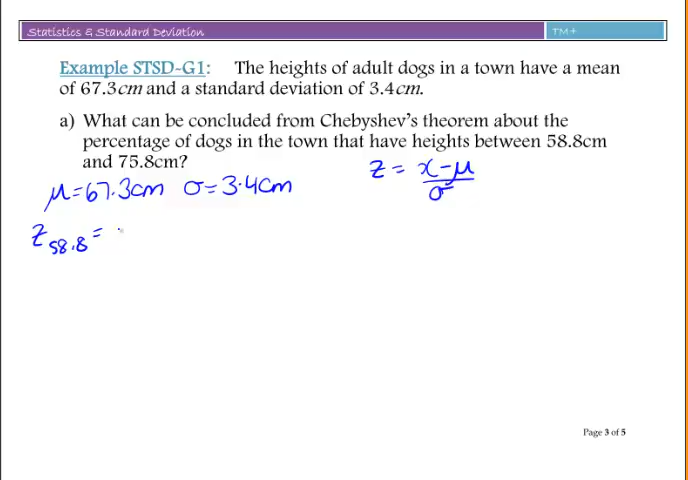 Statistics & Standard Deviation TM+
Example STSD-G1: The heights of adult dogs in a town have a mean
of 67.3cm and a standard deviation of 3.4cm.
a) What can be concluded from Chebyshev's theorem about the
percentage of dogs in the town that have heights between 58.8cm
and 75.8cm?
z = x-μ
σ
μ=67.3cm σ=3.4cm
z58.8 =
Page 3 of 5